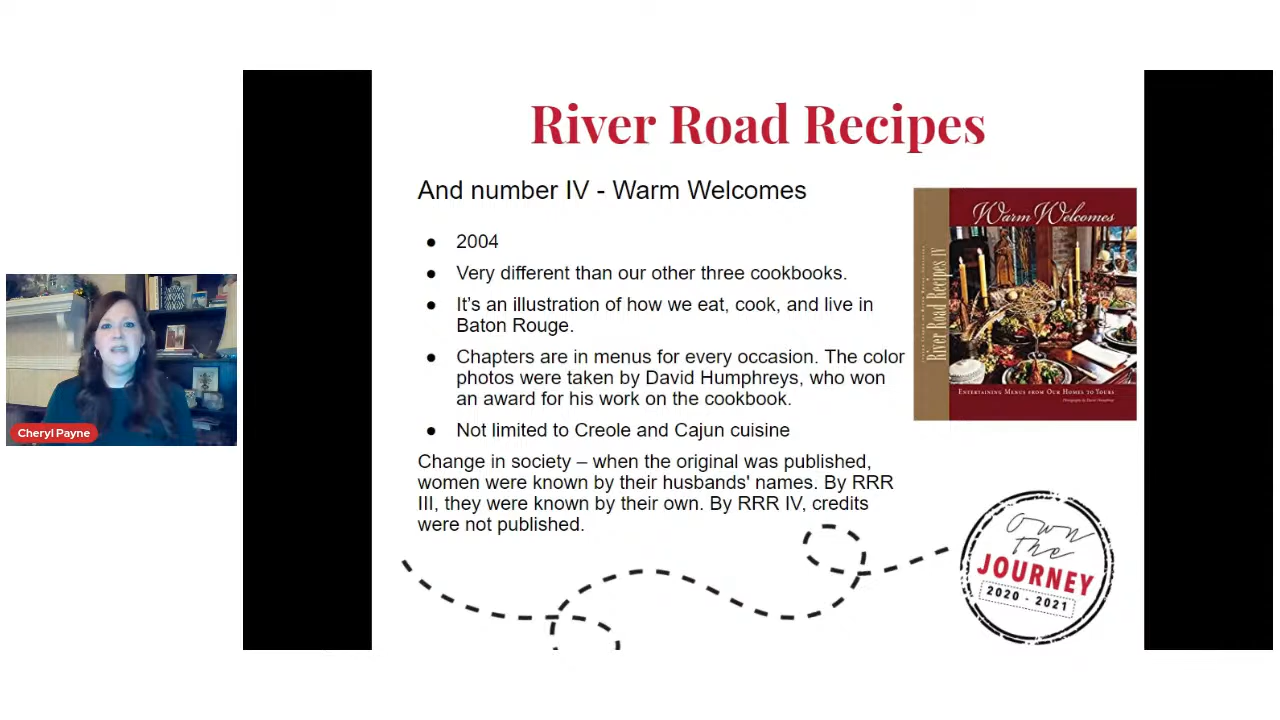 River Road Recipes
And number IV - Warm Welcomes
● 2004
● Very different than our other three cookbooks.
● It's an illustration of how we eat, cook, and live in
Baton Rouge.
● Chapters are in menus for every occasion. The color
photos were taken by David Humphreys, who won
an award for his work on the cookbook.
● Not limited to Creole and Cajun cuisine
Change in society – when the original was published,
women were known by their husbands' names. By RRR
III, they were known by their own. By RRR IV, credits
were not published.
Warm Welcomes
River Road Recipes IV
Entertaining Menus from Our Homes to Yours
Cheryl Payne
own
the
JOURNEY
2020 - 2021